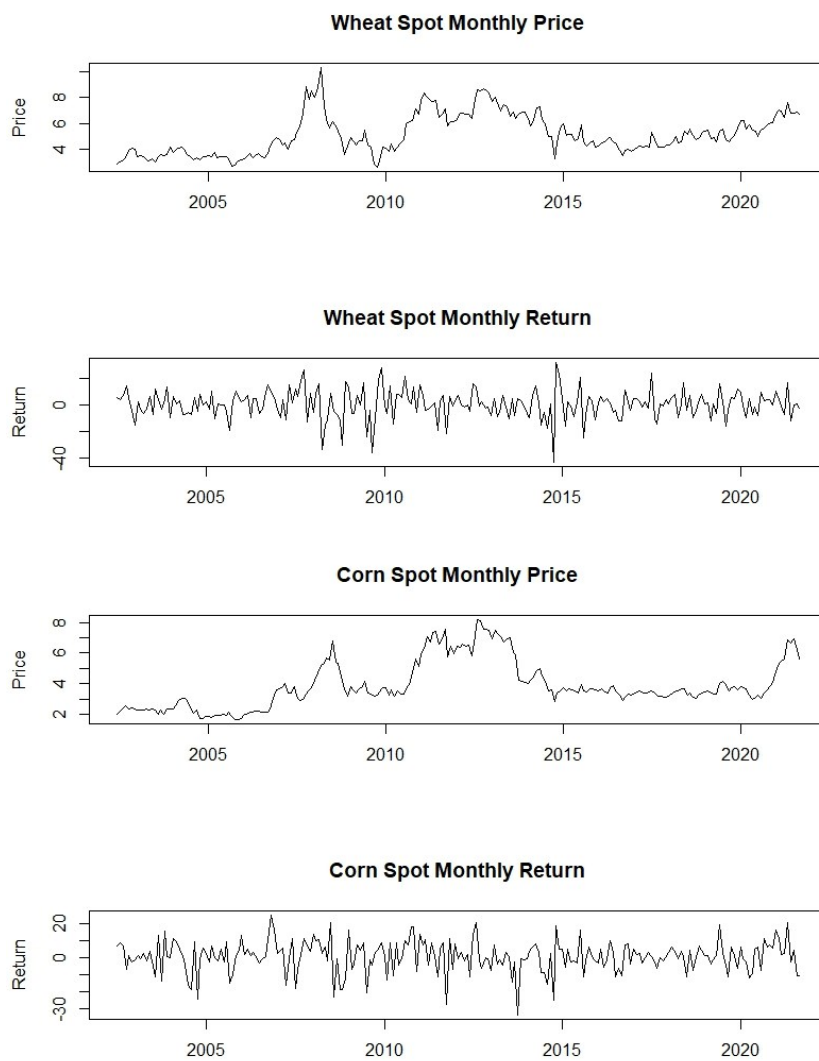 Wheat Spot Monthly Price
Price
8
6
4
2005 2010 2015 2020
Wheat Spot Monthly Return
Return
0
-40
2005 2010 2015 2020
Corn Spot Monthly Price
Price
8
6
4
2
2005 2010 2015 2020
Corn Spot Monthly Return
Return
20
0
-30
2005 2010 2015 2020